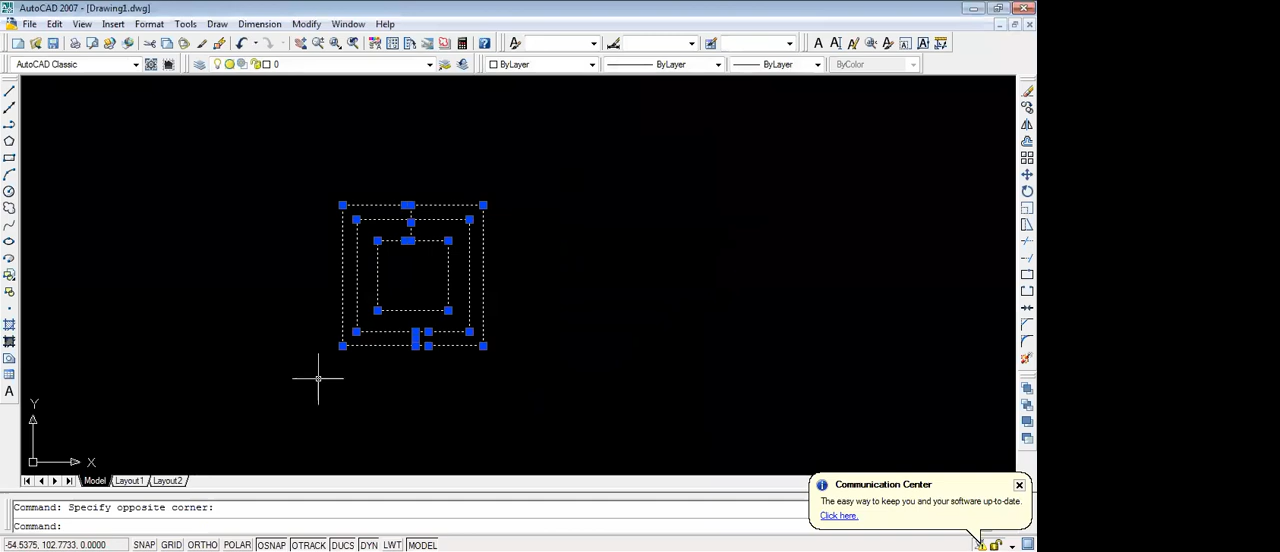 AutoCAD 2007 - [Drawing1.dwg]
File Edit View Insert Format Tools Draw Dimension Modify Window Help
AutoCAD Classic 0 ByLayer ByLayer ByLayer ByColor
Y
X
Model Layout1 Layout2
Communication Center
The easy way to keep you and your software up-to-date.
Click here.
Command: Specify opposite corner:
Command:
-54.5375, 102.7733, 0.0000 SNAP GRID ORTHO POLAR OSNAP OTRACK DUCS DYN LWT MODEL